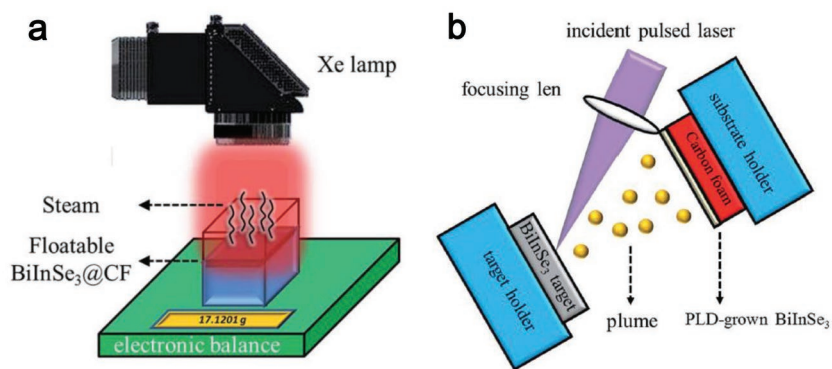 a
Xe lamp
Steam
Floatable
BiInSe₃@CF
17.1201 g
electronic balance
b
incident pulsed laser
focusing len
substrate holder
Carbon foam
BiInSe₃ target
target holder
plume
PLD-grown BiInSe₃